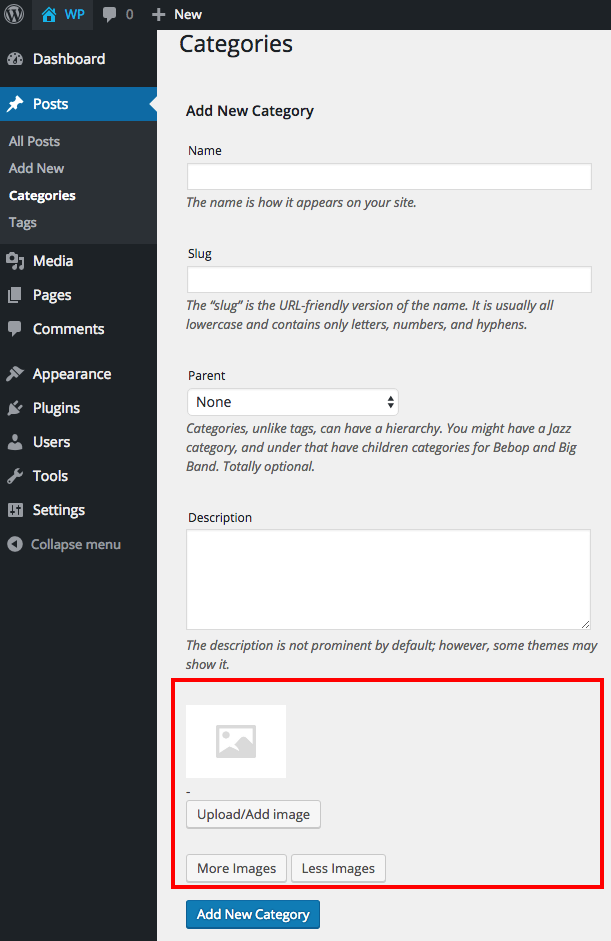 WP 0 New
Dashboard
Posts
All Posts
Add New
Categories
Tags
Media
Pages
Comments
Appearance
Plugins
Users
Tools
Settings
Collapse menu
Categories
Add New Category
Name
The name is how it appears on your site.
Slug
The “slug” is the URL-friendly version of the name. It is usually all
lowercase and contains only letters, numbers, and hyphens.
Parent
None
Categories, unlike tags, can have a hierarchy. You might have a Jazz
category, and under that have children categories for Bebop and Big
Band. Totally optional.
Description
The description is not prominent by default; however, some themes may
show it.
-
Upload/Add image
More Images Less Images
Add New Category